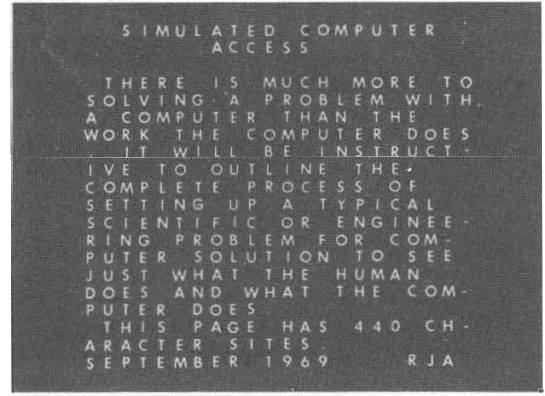 SIMULATED COMPUTER
ACCESS
THERE IS MUCH MORE TO
SOLVING A PROBLEM WITH
A COMPUTER THAN THE
WORK THE COMPUTER DOES
. IT WILL BE INSTRUCT-
IVE TO OUTLINE THE
COMPLETE PROCESS OF
SETTING UP A TYPICAL
SCIENTIFIC OR ENGINEE-
RING PROBLEM FOR COM-
PUTER SOLUTION TO SEE
JUST WHAT THE HUMAN
DOES AND WHAT THE COM-
PUTER DOES
THIS PAGE HAS 440 CH-
ARACTER SITES.
SEPTEMBER 1969 RJA